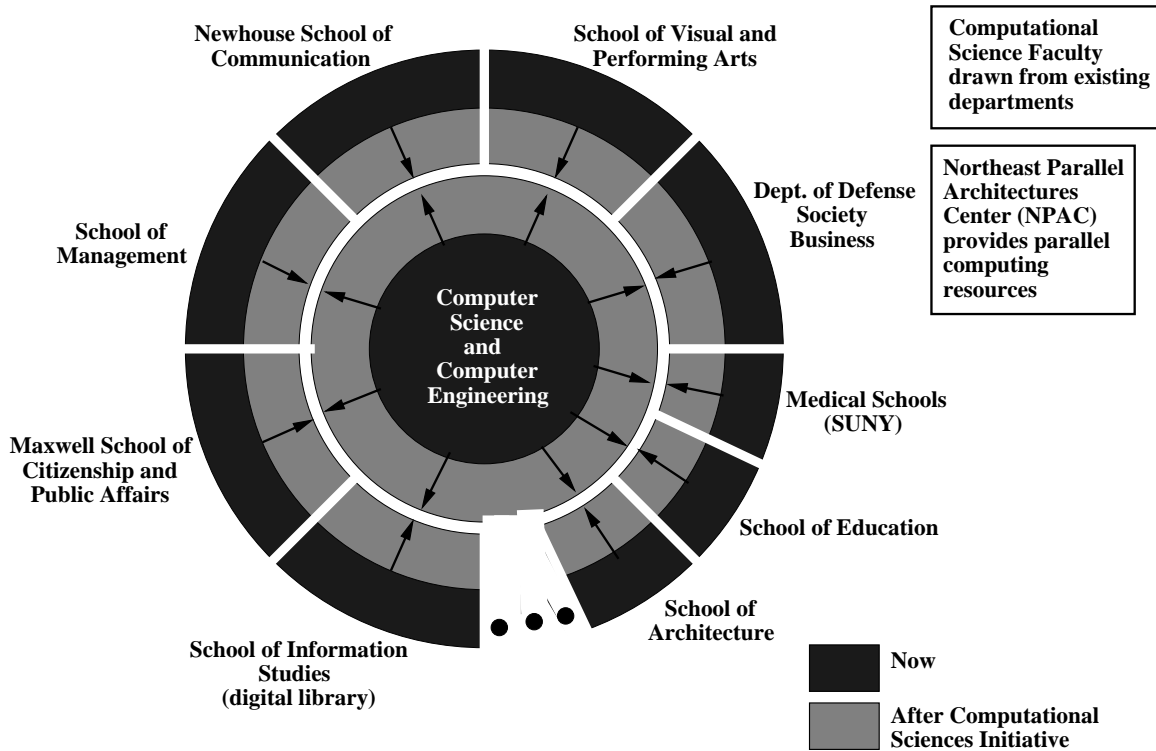 Newhouse School of
Communication
School of Visual and
Performing Arts
Computational
Science Faculty
drawn from existing
departments
Northeast Parallel
Architectures
Center (NPAC)
provides parallel
computing
resources
Dept. of Defense
Society
Business
School of
Management
Computer
Science
and
Computer
Engineering
Medical Schools
(SUNY)
Maxwell School of
Citizenship and
Public Affairs
School of Education
School of
Architecture
School of Information
Studies
(digital library)
Now
After Computational
Sciences Initiative